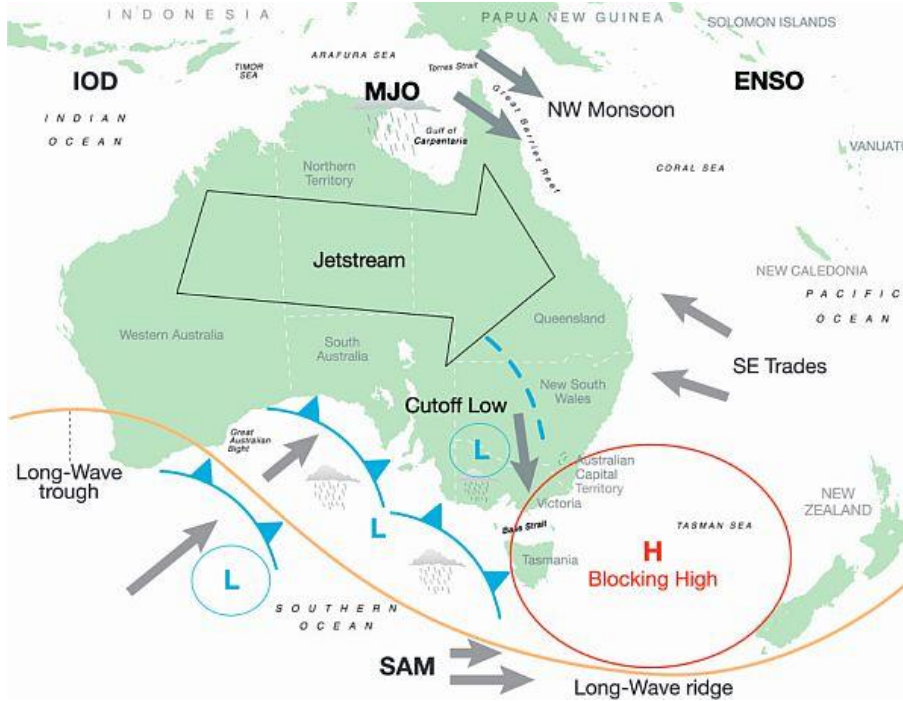 INDONESIA
PAPUA NEW GUINEA
SOLOMON ISLANDS
ARAFURA SEA
TIMOR
SEA
Torres Strait
IOD
MJO
ENSO
INDIAN
OCEAN
Great Barrier Reef
NW Monsoon
Gulf of
Carpentaria
CORAL SEA
VANUATU
Northern
Territory
Jetstream
NEW CALEDONIA
PACIFIC
OCEAN
Western Australia
South
Australia
Queensland
SE Trades
New South
Wales
Cutoff Low
L
Great
Australian
Bight
Long-Wave
trough
Australian
Capital
Territory
Victoria
NEW
ZEALAND
L
Bass Strait
TASMAN SEA
Tasmania
H
Blocking High
L
SOUTHERN
OCEAN
SAM
Long-Wave ridge